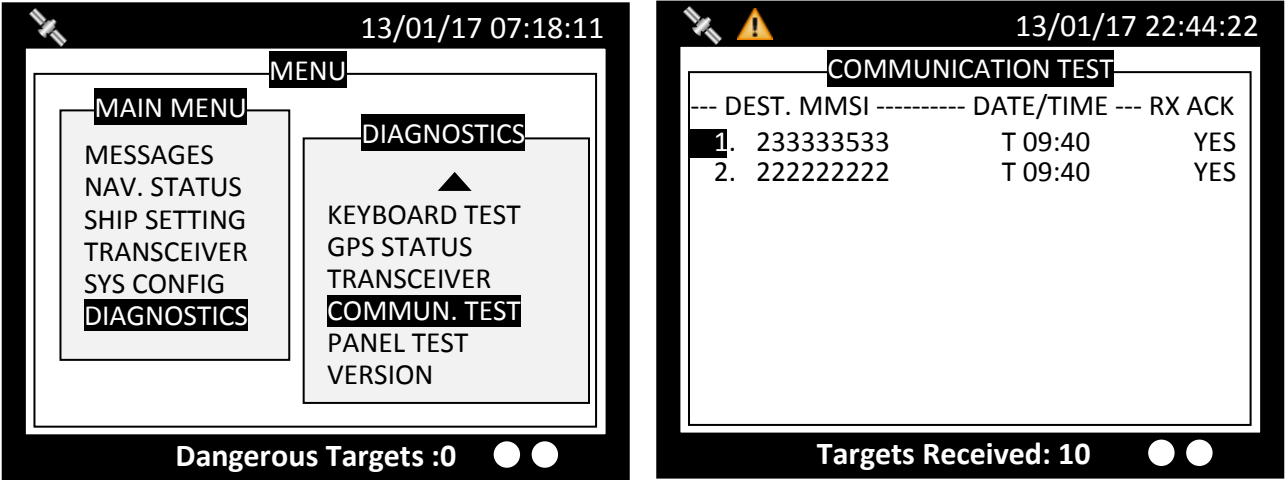 13/01/17 07:18:11
MENU
MAIN MENU
MESSAGES
NAV. STATUS
SHIP SETTING
TRANSCEIVER
SYS CONFIG
DIAGNOSTICS
DIAGNOSTICS
KEYBOARD TEST
GPS STATUS
TRANSCEIVER
COMMUN. TEST
PANEL TEST
VERSION
Dangerous Targets :0
13/01/17 22:44:22
COMMUNICATION TEST
--- DEST. MMSI ---------- DATE/TIME --- RX ACK
1. 233333533 T 09:40 YES
2. 222222222 T 09:40 YES
Targets Received: 10